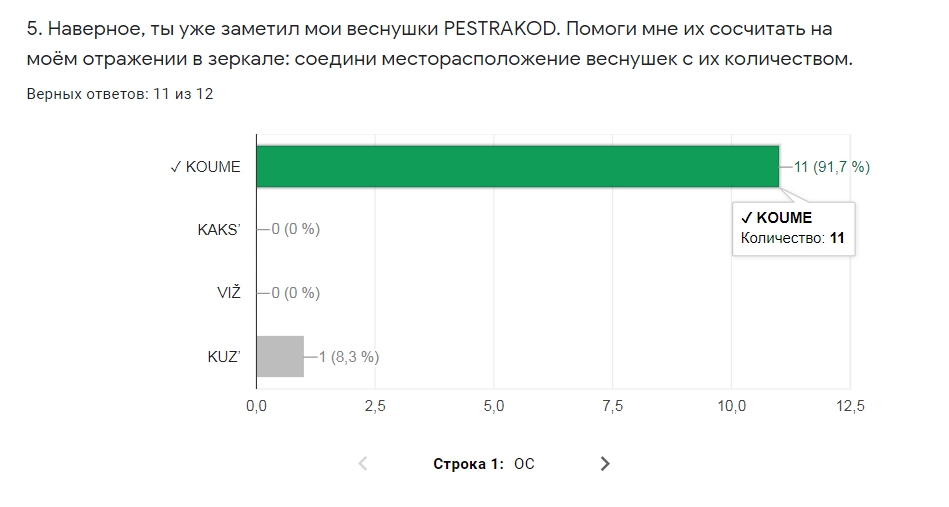 5. Наверное, ты уже заметил мои веснушки PESTRAKOD. Помоги мне их сосчитать на
моём отражении в зеркале: соедини месторасположение веснушек с их количеством.
Верных ответов: 11 из 12
✓ KOUME
11 (91,7 %)
✓ KOUME
Количество: 11
KAKS’
0 (0 %)
VIŽ
0 (0 %)
KUZ’
1 (8,3 %)
0,0 2,5 5,0 7,5 10,0 12,5
Строка 1: ОС